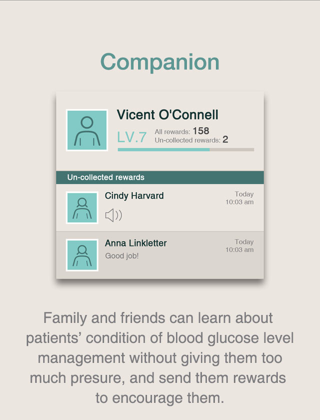 Companion
Vicent O'Connell
LV.7
All rewards: 158
Un-collected rewards: 2
Un-collected rewards
Cindy Harvard
Today
10:03 am
Anna Linkletter
Today
10:03 am
Good job!
Family and friends can learn about
patients' condition of blood glucose level
management without giving them too
much presure, and send them rewards
to encourage them.